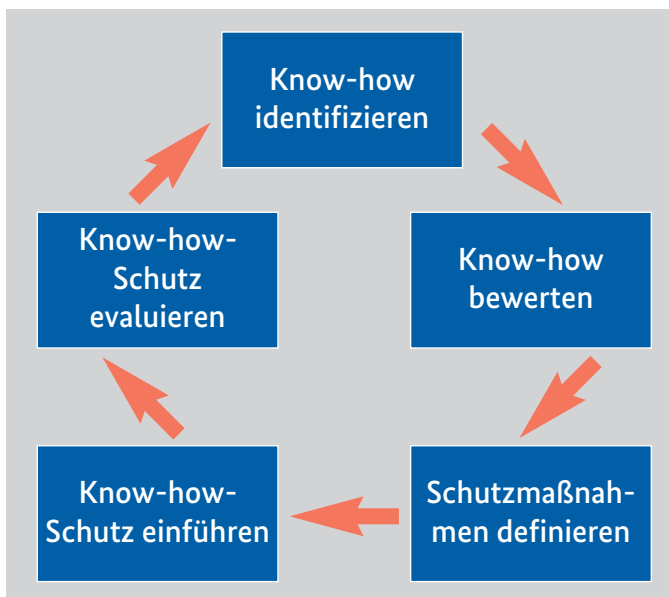 Know-how
identifizieren
Know-how
bewerten
Schutzmaßnah-
men definieren
Know-how-
Schutz einführen
Know-how-
Schutz
evaluieren